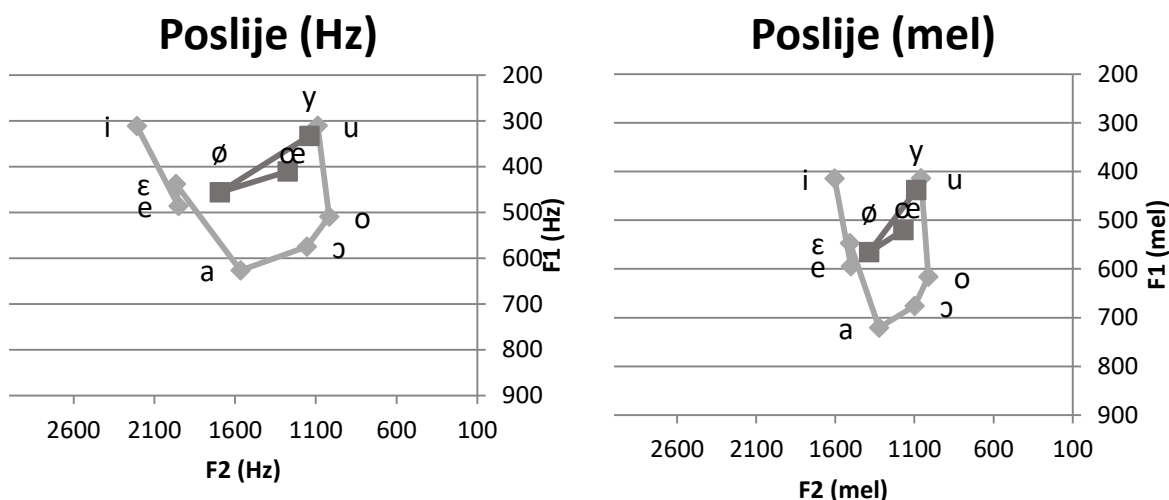 Poslije (Hz)
200
300
400
500
600
700
800
900
F1 (Hz)
i
y
u
ø
œ
ɛ
e
o
ɔ
a
2600 2100 1600 1100 100
F2 (Hz)
Poslije (mel)
200
300
400
500
600
700
800
900
F1 (mel)
i
y
u
ø
œ
ɛ
e
o
ɔ
a
2600 2100 1600 1100 100
F2 (mel)